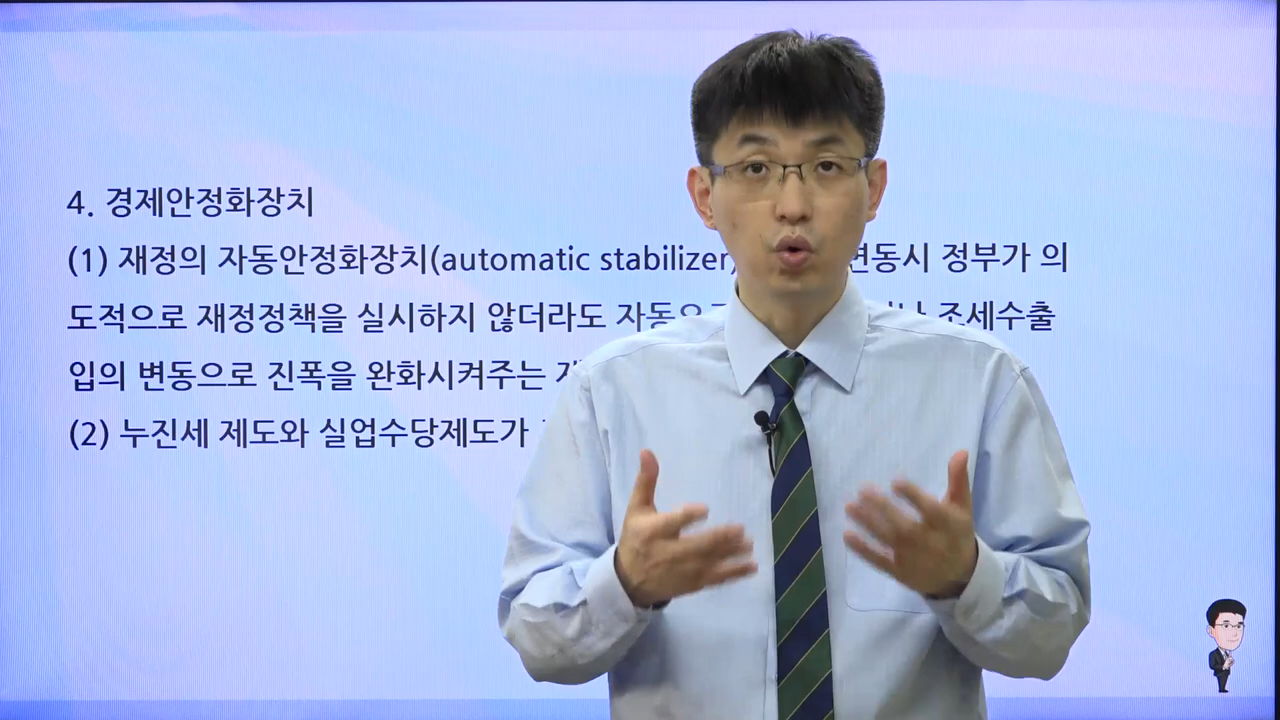 4. 경제안정화장치
(1) 재정의 자동안정화장치(automatic stabilizer) 변동시 정부가 의
도적으로 재정정책을 실시하지 않더라도 조세수출
입의 변동으로 진폭을 완화시켜주는
(2) 누진세 제도와 실업수당제도가